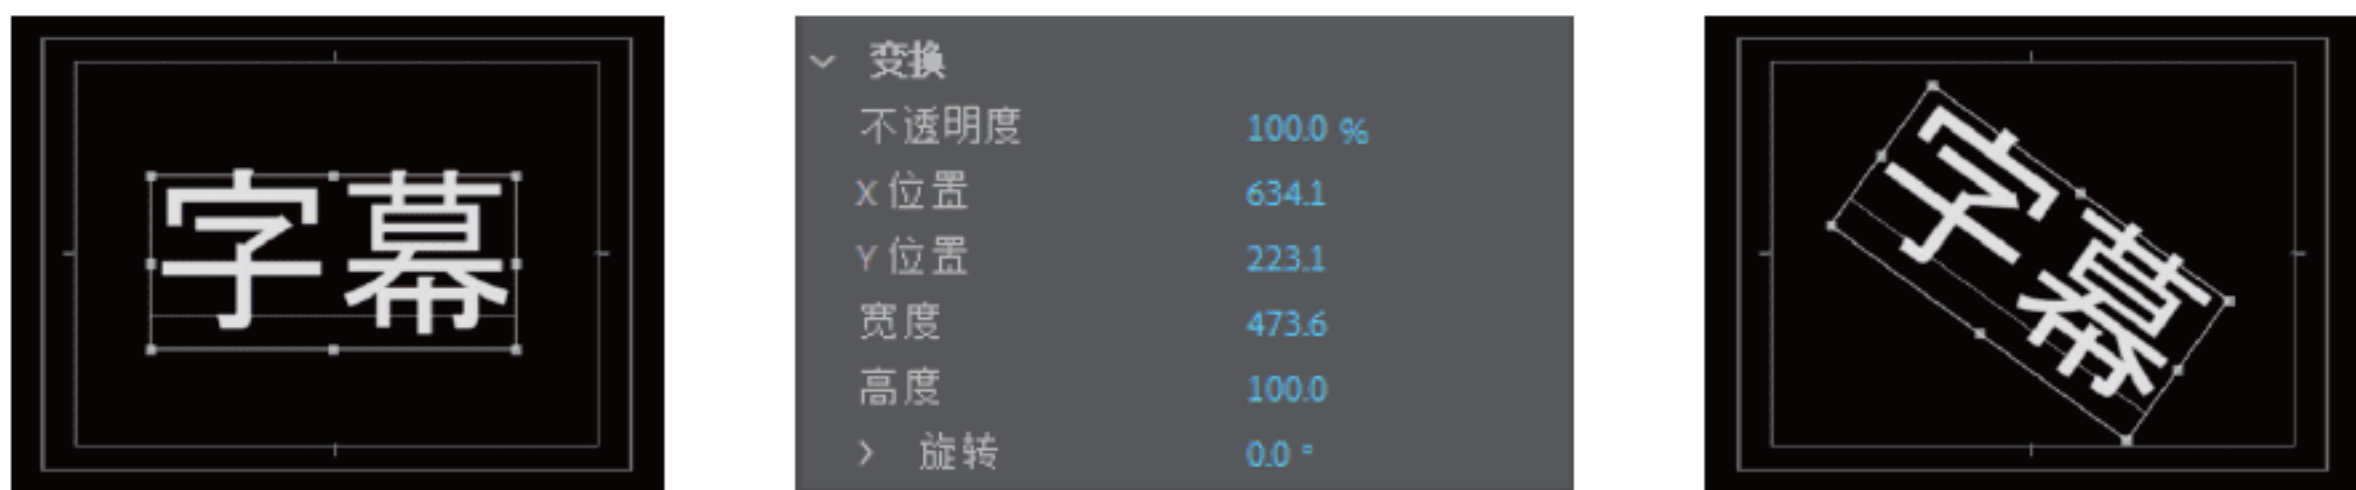 字幕
变换
不透明度 100.0 %
X 位置 634.1
Y 位置 223.1
宽度 473.6
高度 100.0
旋转 0.0 °
字幕